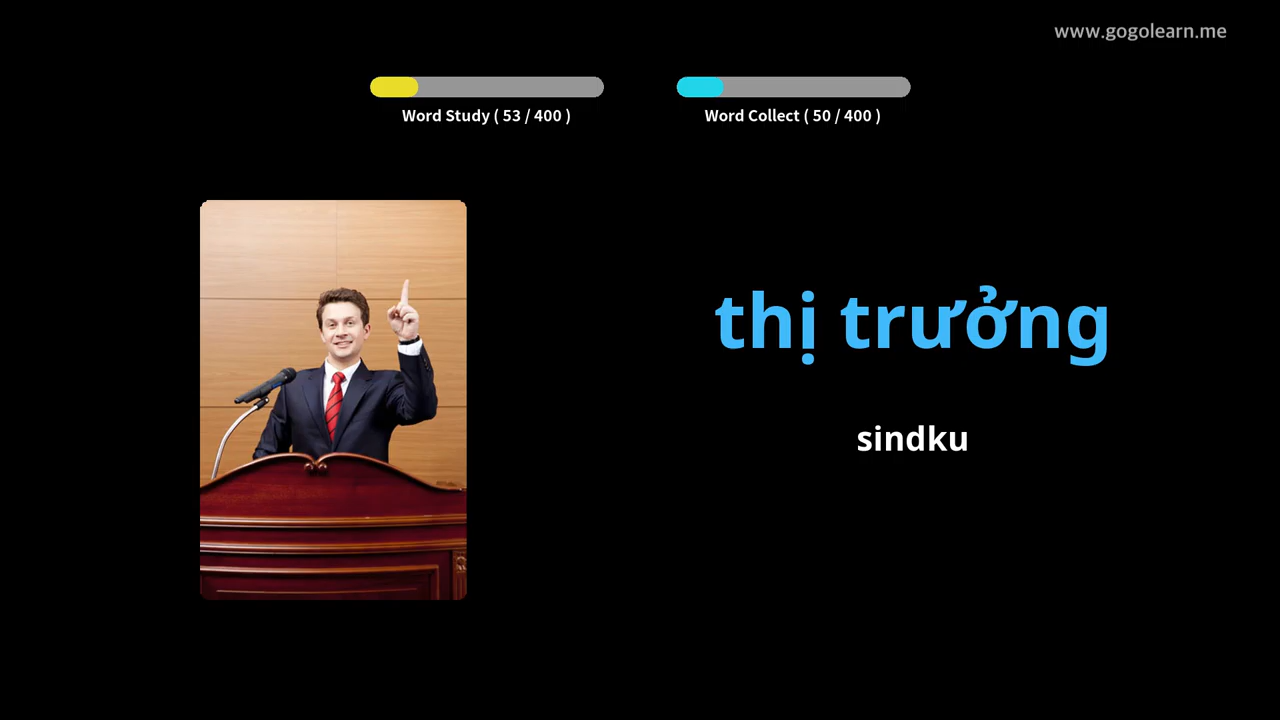 www.gogolearn.me
Word Study ( 53 / 400 )
Word Collect ( 50 / 400 )
thị trưởng
sindku